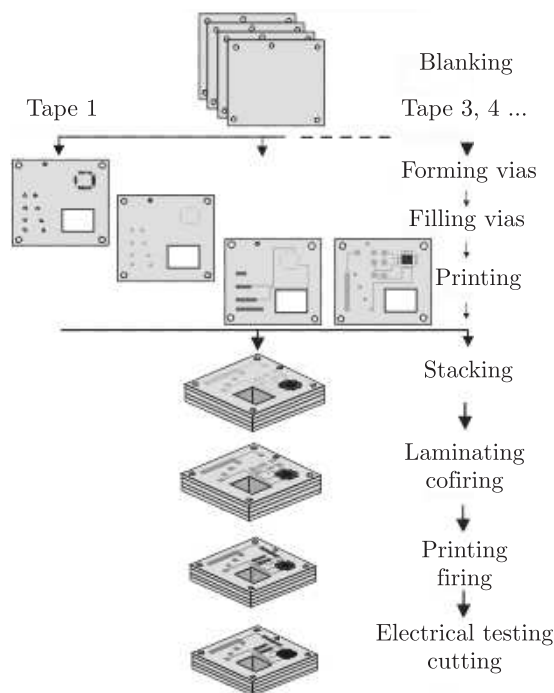 Blanking
Tape 1
Tape 3, 4 ...
Forming vias
Filling vias
Printing
Stacking
Laminating
cofiring
Printing
firing
Electrical testing
cutting